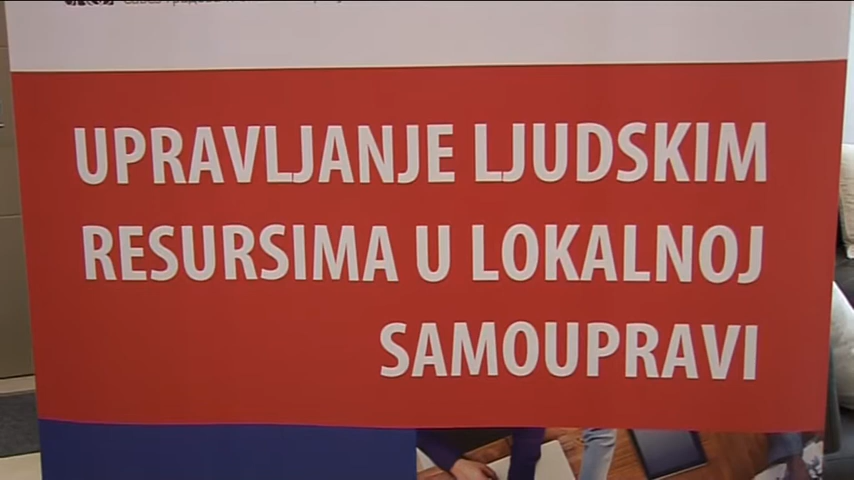 UPRAVLJANJE LJUDSKIM
RESURSIMA U LOKALNOJ
SAMOUPRAVI